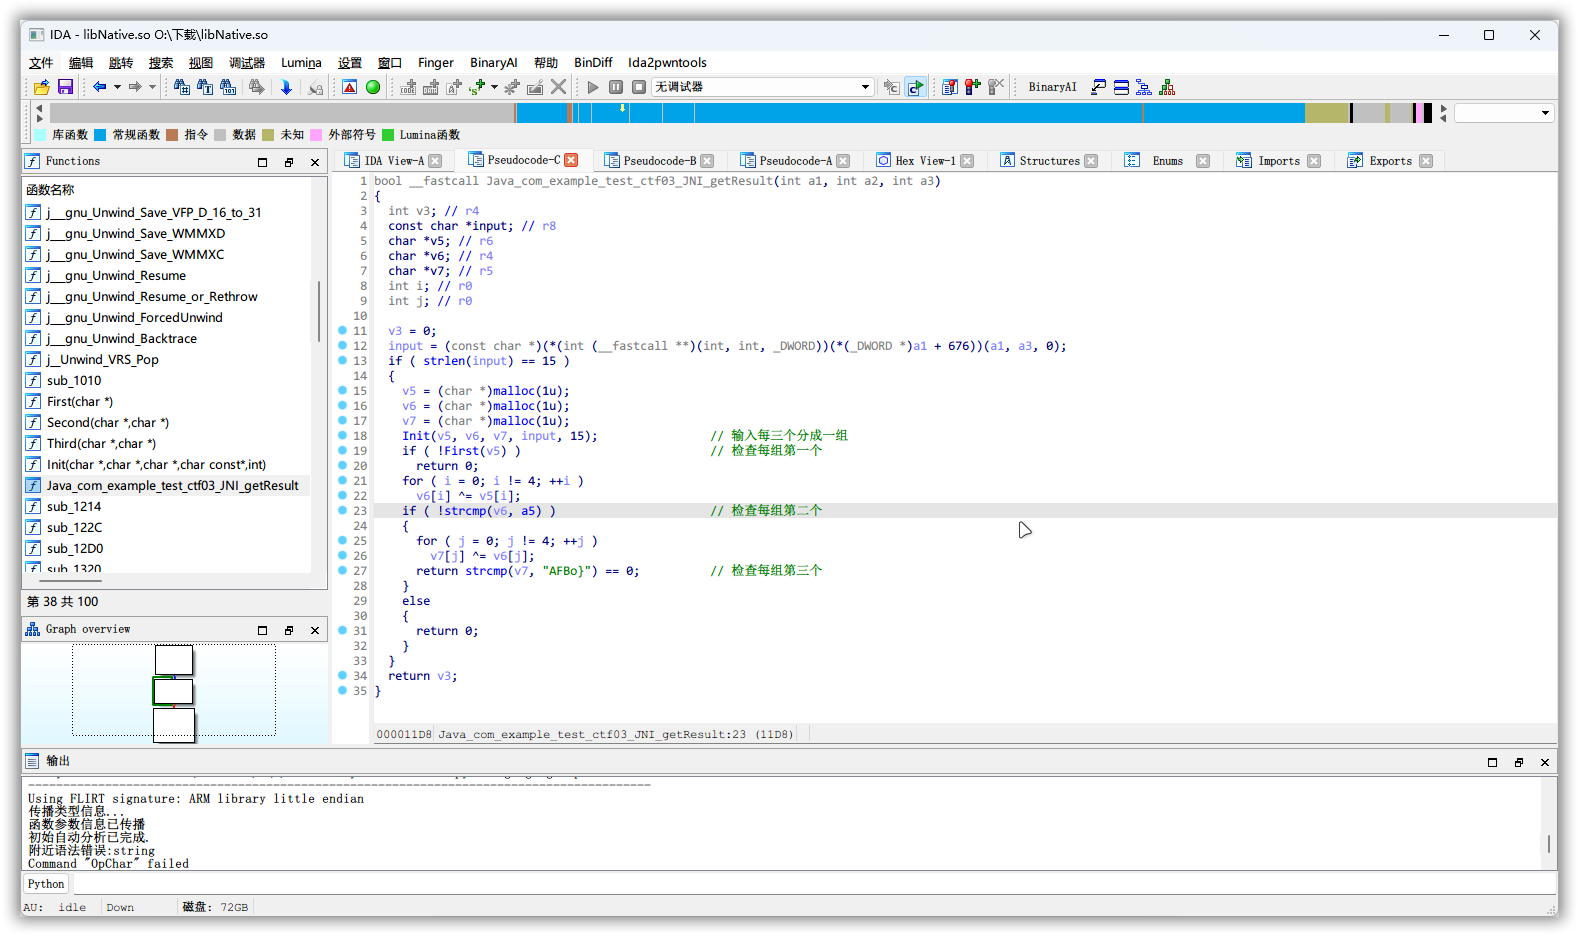 IDA - libNative.so O:\下载\libNative.so
文件 编辑 跳转 搜索 视图 调试器 Lumina 设置 窗口 Finger BinaryAI 帮助 BinDiff Ida2pwntools
无调试器 BinaryAI
库函数 常规函数 指令 数据 未知 外部符号 Lumina函数
Functions
IDA View-A Pseudocode-C Pseudocode-B Pseudocode-A Hex View-1 Structures Enums Imports Exports
函数名称
j___gnu_Unwind_Save_VFP_D_16_to_31
j___gnu_Unwind_Save_WMMXD
j___gnu_Unwind_Save_WMMXC
j___gnu_Unwind_Resume
j___gnu_Unwind_Resume_or_Rethrow
j___gnu_Unwind_ForcedUnwind
j___gnu_Unwind_Backtrace
j__Unwind_VRS_Pop
sub_1010
First(char *)
Second(char *,char *)
Third(char *,char *)
Init(char *,char *,char *,char const*,int)
Java_com_example_test_ctf03_JNI_getResult
sub_1214
sub_122C
sub_12D0
sub_1320
第 38 共 100
Graph overview
1 bool __fastcall Java_com_example_test_ctf03_JNI_getResult(int a1, int a2, int a3)
2 {
3 int v3; // r4
4 const char *input; // r8
5 char *v5; // r6
6 char *v6; // r4
7 char *v7; // r5
8 int i; // r0
9 int j; // r0
10
11 v3 = 0;
12 input = (const char *)(*(int (__fastcall **)(int, int, _DWORD))(*(_DWORD *)a1 + 676))(a1, a3, 0);
13 if ( strlen(input) == 15 )
14 {
15 v5 = (char *)malloc(1u);
16 v6 = (char *)malloc(1u);
17 v7 = (char *)malloc(1u);
18 Init(v5, v6, v7, input, 15); // 输入每三个分成一组
19 if ( !First(v5) ) // 检查每组第一个
20 return 0;
21 for ( i = 0; i != 4; ++i )
22 v6[i] ^= v5[i];
23 if ( !strcmp(v6, a5) ) // 检查每组第二个
24 {
25 for ( j = 0; j != 4; ++j )
26 v7[j] ^= v6[j];
27 return strcmp(v7, "AFBo}") == 0; // 检查每组第三个
28 }
29 else
30 {
31 return 0;
32 }
33 }
34 return v3;
35 }
000011D8 Java_com_example_test_ctf03_JNI_getResult:23 (11D8)
输出
Using FLIRT signature: ARM library little endian
传播类型信息...
函数参数信息已传播
初始自动分析已完成.
附近语法错误:string
Command "OpChar" failed
Python
AU: idle Down 磁盘: 72GB